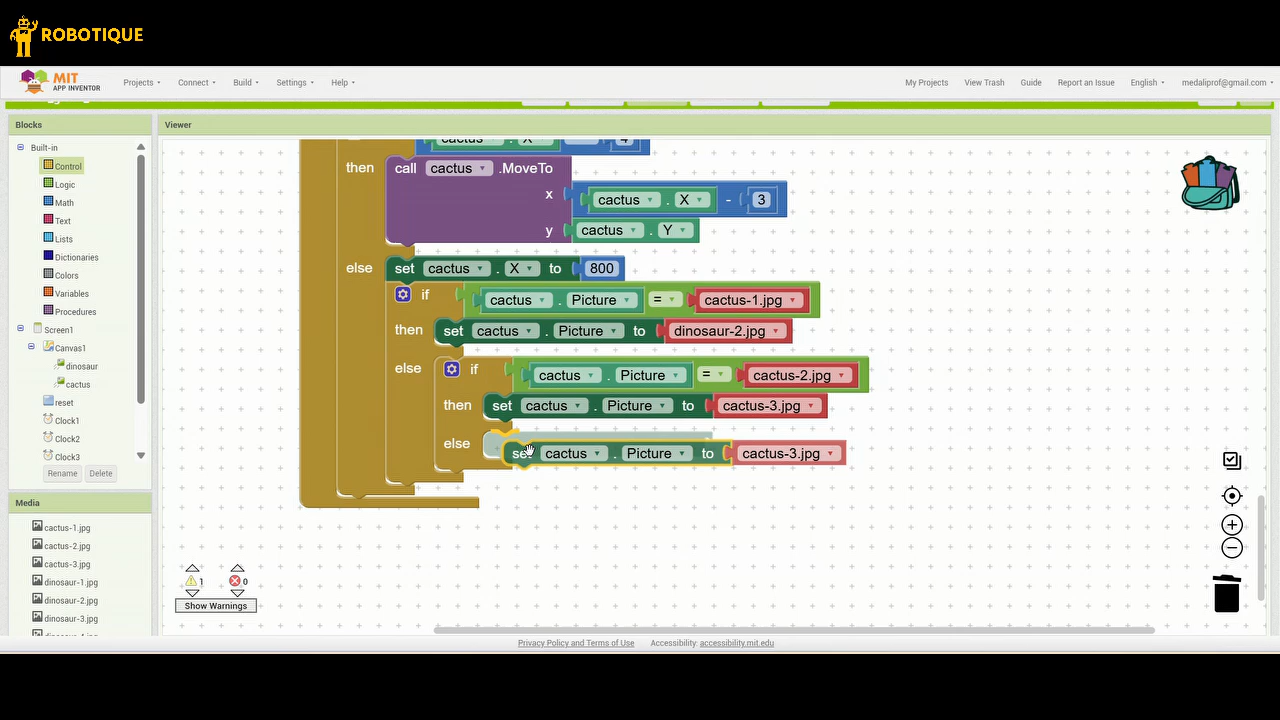 ROBOTIQUE
MIT
APP INVENTOR
Projects
Connect
Build
Settings
Help
My Projects
View Trash
Guide
Report an Issue
English
medaliprof@gmail.com
Blocks
Viewer
Built-in
Control
Logic
Math
Text
Lists
Dictionaries
Colors
Variables
Procedures
Screen1
Canvas1
dinosaur
cactus
reset
Clock1
Clock2
Clock3
Rename Delete
Media
cactus-1.jpg
cactus-2.jpg
cactus-3.jpg
dinosaur-1.jpg
dinosaur-2.jpg
dinosaur-3.jpg
cactus . X 4
then call cactus .MoveTo
x cactus . X - 3
y cactus . Y
else set cactus . X to 800
if cactus . Picture = cactus-1.jpg
then set cactus . Picture to dinosaur-2.jpg
else if cactus . Picture = cactus-2.jpg
then set cactus . Picture to cactus-3.jpg
else set cactus . Picture to cactus-3.jpg
1 0
Show Warnings
Privacy Policy and Terms of Use Accessibility: accessibility.mit.edu